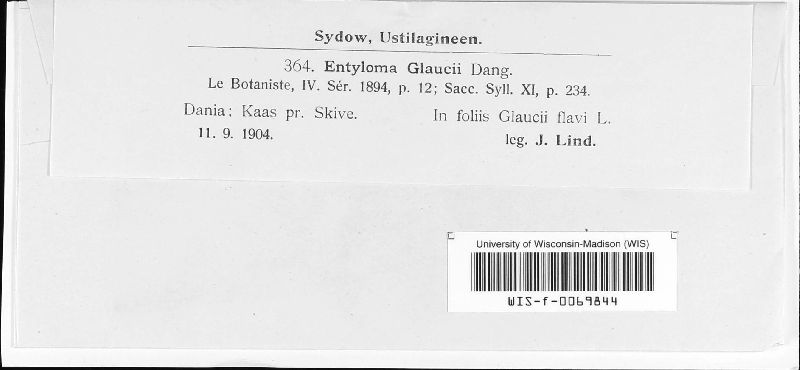 Sydow, Ustilagineen.
364. Entyloma Glaucii Dang.
Le Botaniste, IV. Sér. 1894, p. 12; Sacc. Syll. XI, p. 234.
Dania: Kaas pr. Skive. In foliis Glaucii flavi L.
11. 9. 1904. leg. J. Lind.
University of Wisconsin-Madison (WIS)
WIS-f-0069844